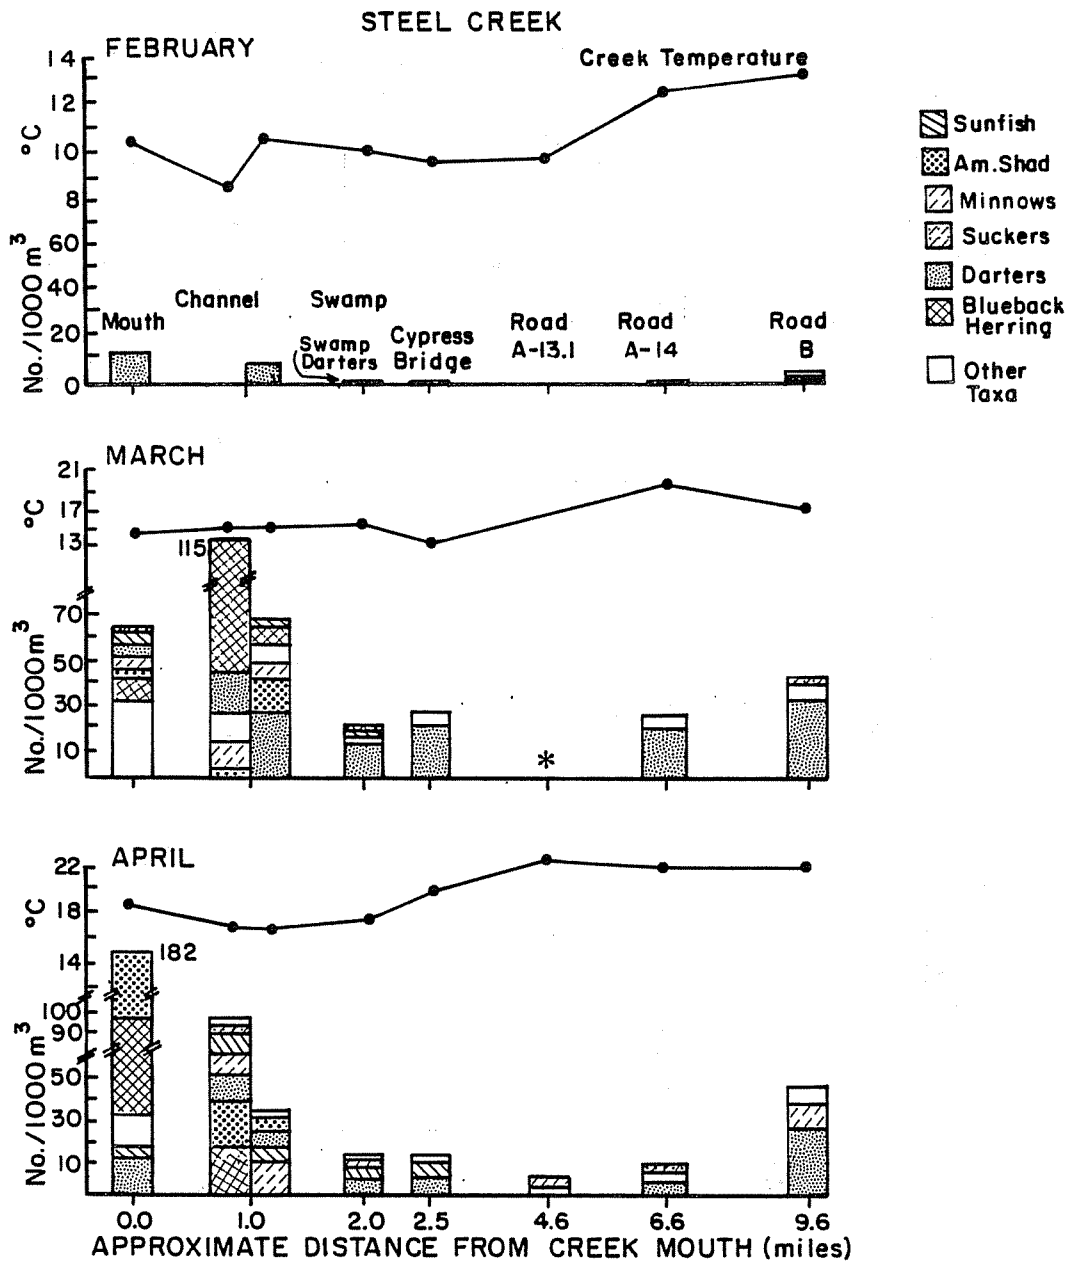 STEEL CREEK
FEBRUARY
Creek Temperature
14
12
10
8
°C
60
40
20
0
No./1000m³
Mouth
Channel
Swamp
Swamp
Darters
Cypress
Bridge
Road
A-13.1
Road
A-14
Road
B
Sunfish
Am.Shad
Minnows
Suckers
Darters
Blueback
Herring
Other
Taxa
MARCH
21
17
13
°C
115
70
50
30
10
No./1000m³
*
APRIL
22
18
14
°C
182
100
90
50
30
10
No./1000m³
0.0 1.0 2.0 2.5 4.6 6.6 9.6
APPROXIMATE DISTANCE FROM CREEK MOUTH (miles)